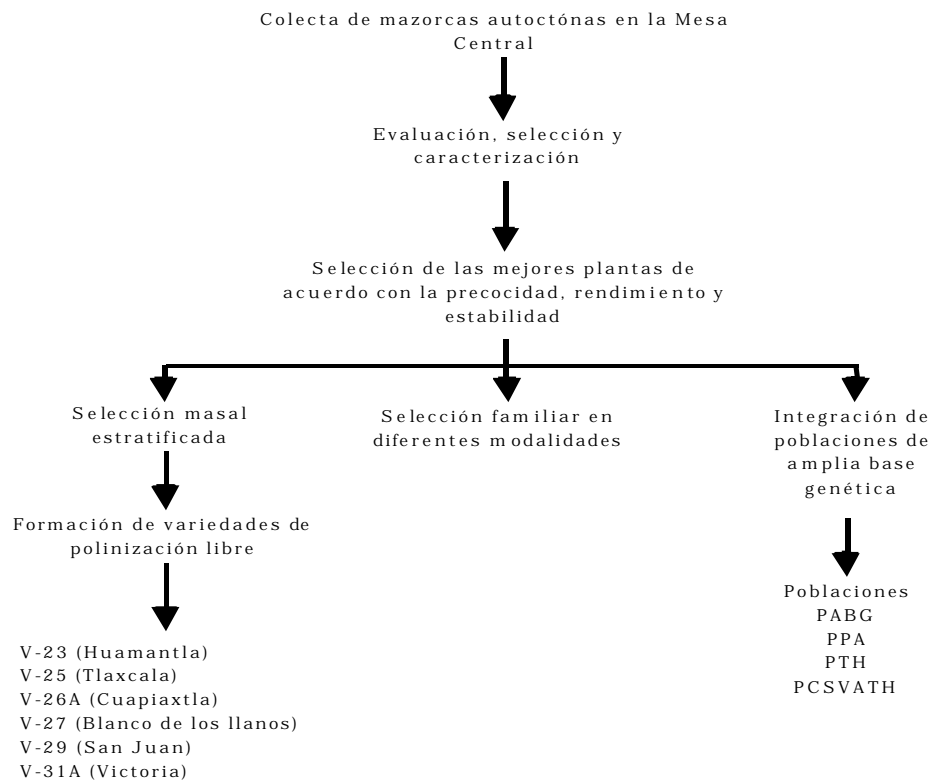 Colecta de mazorcas autoctónas en la Mesa
Central
Evaluación, selección y
caracterización
Selección de las mejores plantas de
acuerdo con la precocidad, rendimiento y
estabilidad
Selección masal
estratificada
Formación de variedades de
polinización libre
V-23 (Huamantla)
V-25 (Tlaxcala)
V-26A (Cuapiaxtla)
V-27 (Blanco de los llanos)
V-29 (San Juan)
V-31A (Victoria)
Selección familiar en
diferentes modalidades
Integración de
poblaciones de
amplia base
genética
Poblaciones
PABG
PPA
PTH
PCSVATH